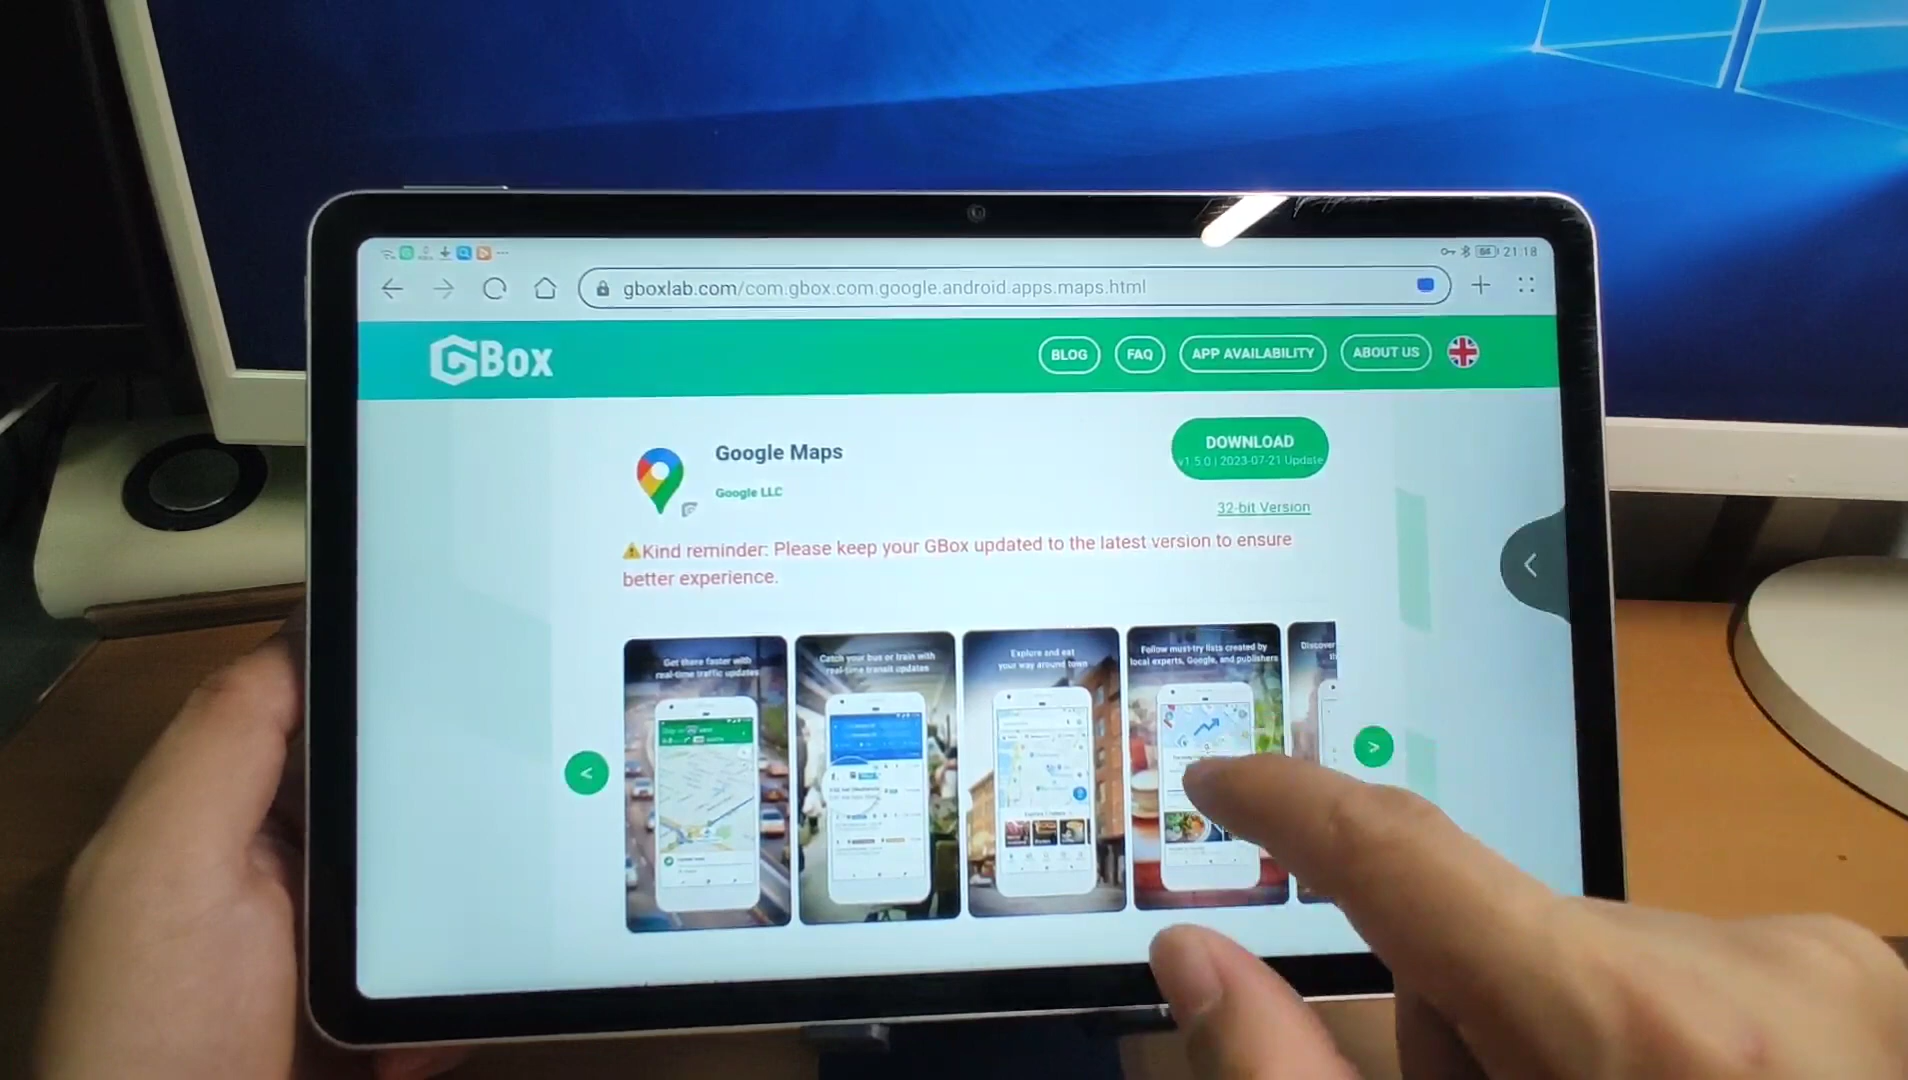 64 21:18
gboxlab.com/com.gbox.com.google.android.apps.maps.html
GBox
BLOG
FAQ
APP AVAILABILITY
ABOUT US
Google Maps
Google LLC
DOWNLOAD
v1.5.0 | 2023-07-21 Update
32-bit Version
⚠Kind reminder: Please keep your GBox updated to the latest version to ensure
better experience.
Get there faster with
real-time traffic updates
Catch your bus or train with
real-time transit updates
Explore and eat
your way around town
Follow must-try lists created by
local experts, Google, and publishers
Discover
<
>